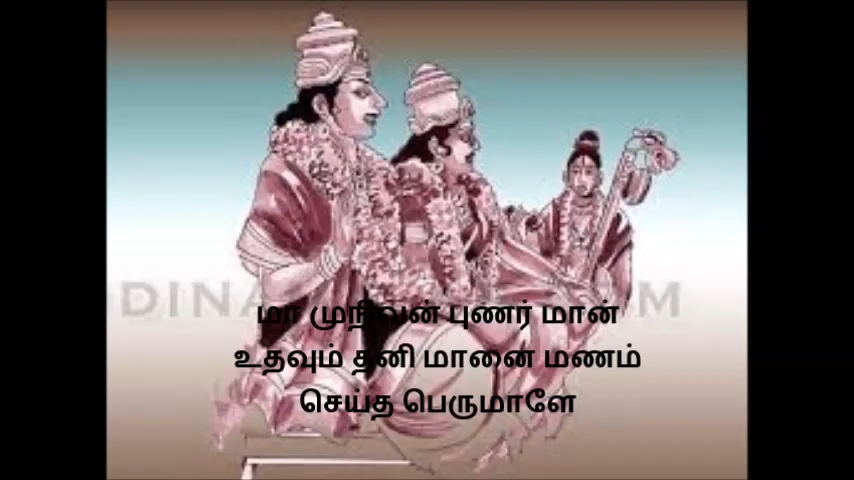 மா முநிவன் புணர் மான்
உதவும் தனி மானை மணம்
செய்த பெருமாளே